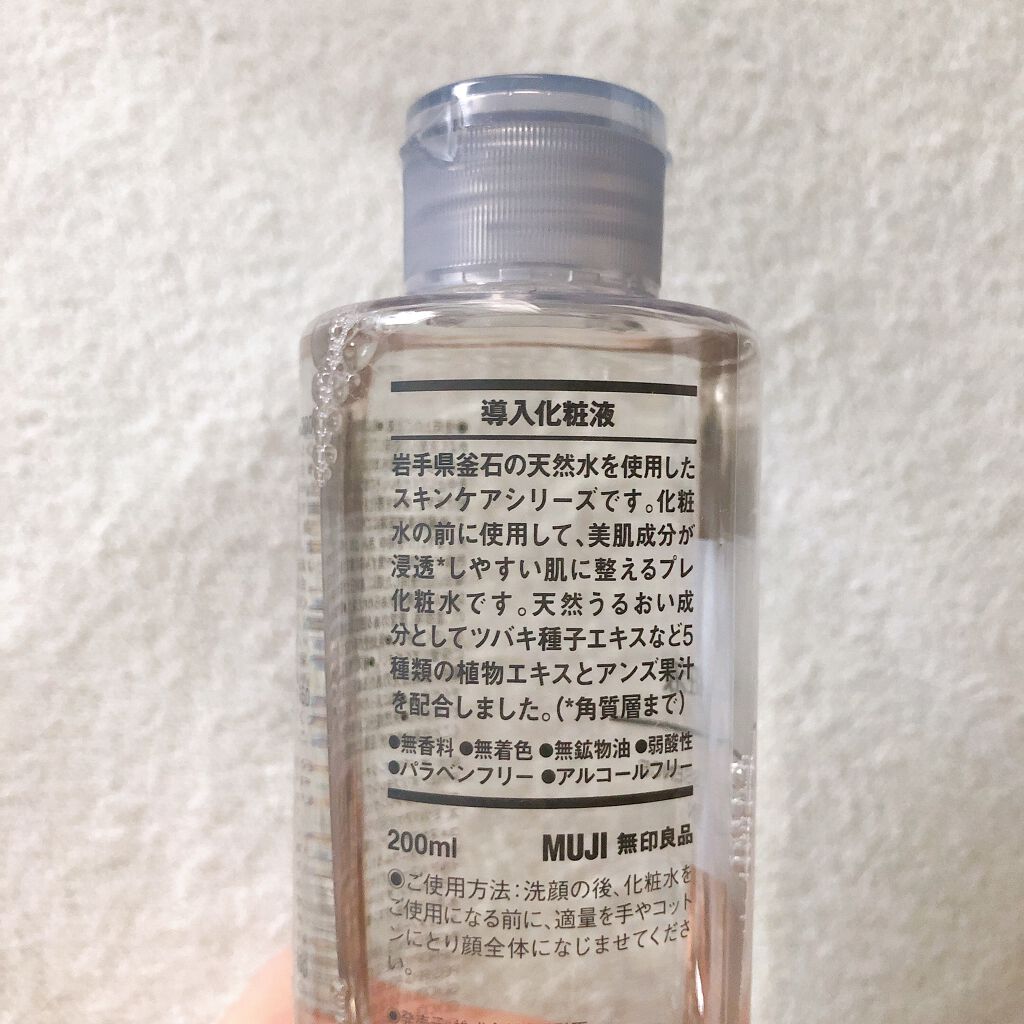 導入化粧液
岩手県釜石の天然水を使用した
スキンケアシリーズです。化粧
水の前に使用して、美肌成分が
浸透*しやすい肌に整えるプレ
化粧水です。天然うるおい成
分としてツバキ種子エキスなど5
種類の植物エキスとアンズ果汁
を配合しました。(*角質層まで)
●無香料 ●無着色 ●無鉱物油 ●弱酸性
●パラベンフリー ●アルコールフリー
200ml MUJI 無印良品
◉ご使用方法：洗顔の後、化粧水を
ご使用になる前に、適量を手やコット
ンにとり顔全体になじませてくださ
い。